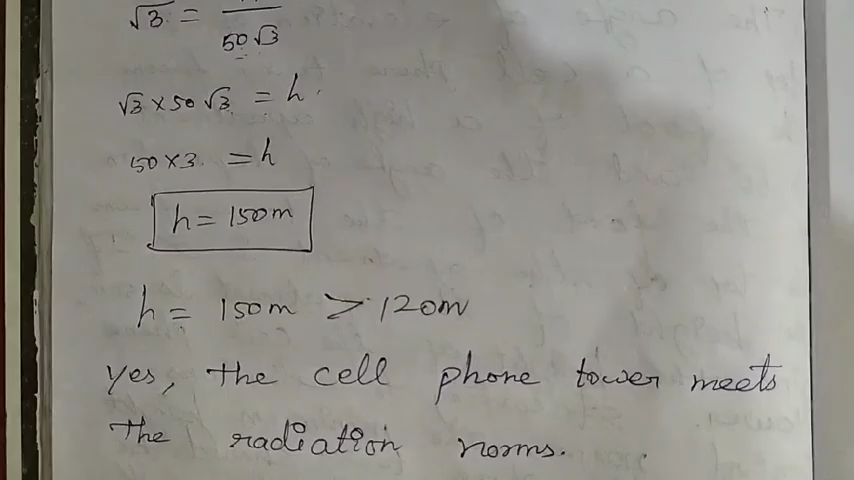 √3 =
50√3
√3 × 50 √3 = h
50 × 3 = h
h = 150m
h = 150m > 120m
yes, the cell phone tower meets
the radiation norms.